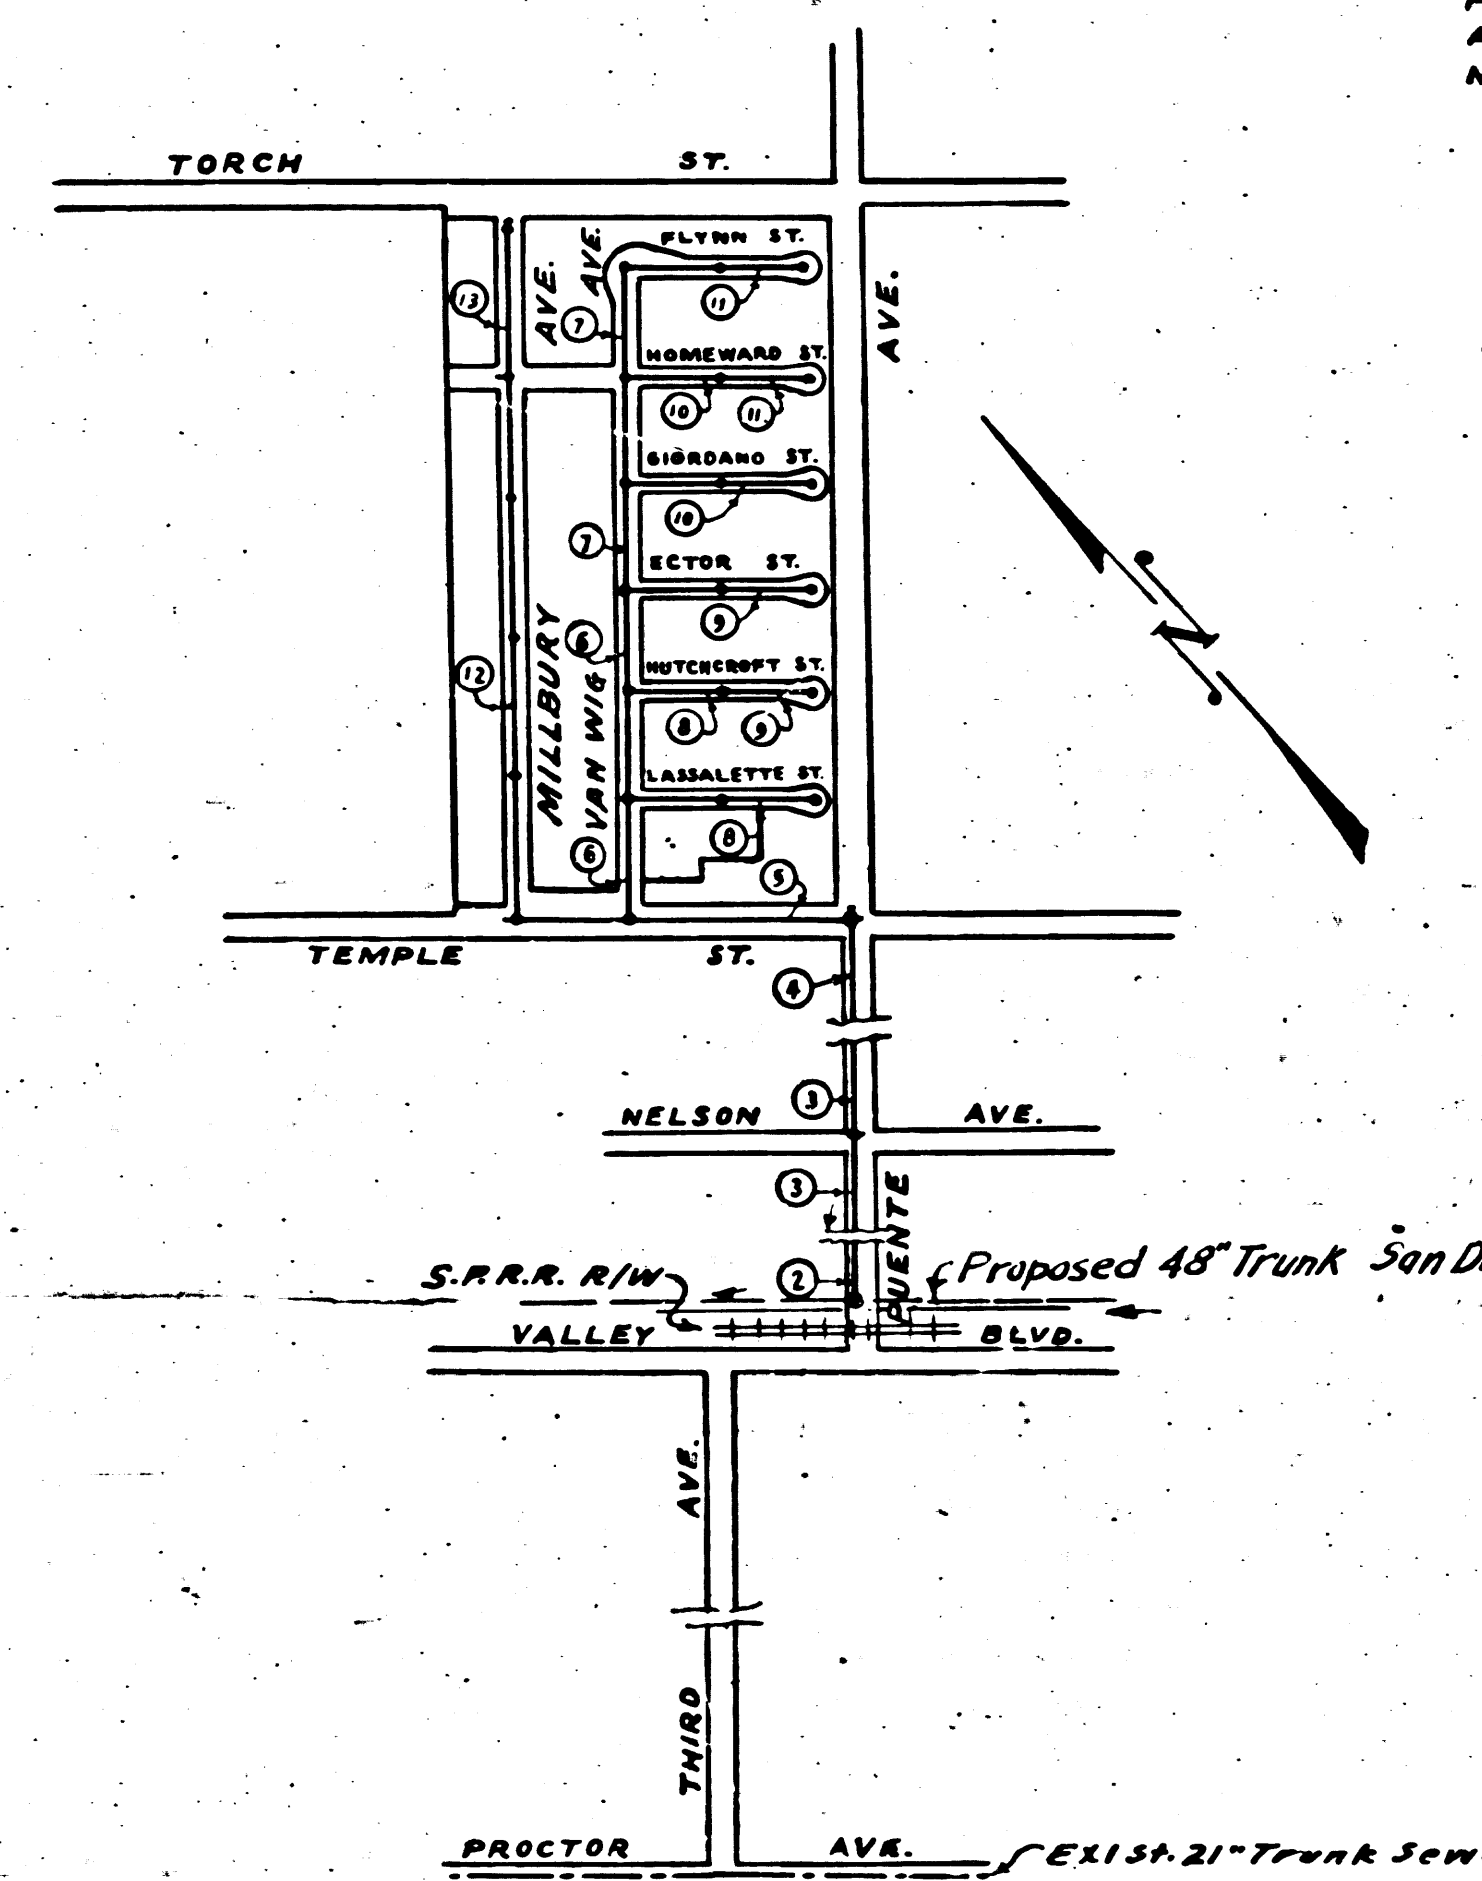 TORCH ST.
FLYNN ST.
AVE.
AVE.
13
7
11
AVE.
HOMEWARD ST.
10
11
GIORDANO ST.
10
7
ECTOR ST.
9
6
HUTCHCROFT ST.
12
8
9
MILLBURY
VAN WIG
LASSALETTE ST.
8
6
5
N
TEMPLE ST.
4
3
NELSON AVE.
3
PUENTE
2
S.P.R.R. R/W
Proposed 48" Trunk San D
VALLEY BLVD.
AVE.
THIRD
PROCTOR AVE.
Exist. 21" Trunk Sew